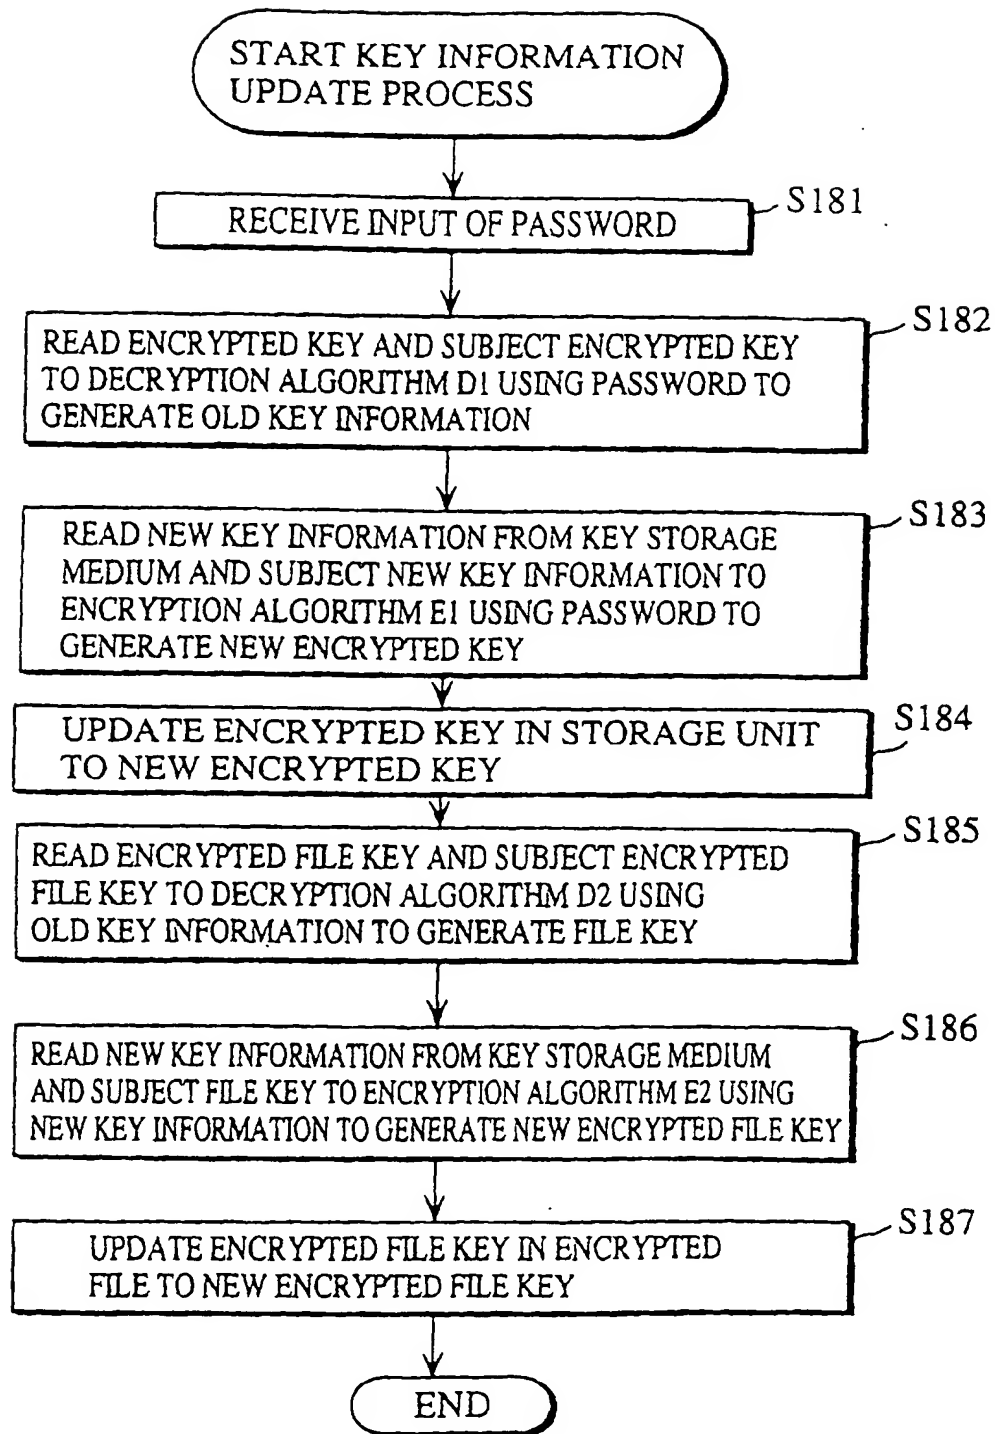 START KEY INFORMATION
UPDATE PROCESS
S181
RECEIVE INPUT OF PASSWORD
S182
READ ENCRYPTED KEY AND SUBJECT ENCRYPTED KEY
TO DECRYPTION ALGORITHM D1 USING PASSWORD TO
GENERATE OLD KEY INFORMATION
S183
READ NEW KEY INFORMATION FROM KEY STORAGE
MEDIUM AND SUBJECT NEW KEY INFORMATION TO
ENCRYPTION ALGORITHM E1 USING PASSWORD TO
GENERATE NEW ENCRYPTED KEY
S184
UPDATE ENCRYPTED KEY IN STORAGE UNIT
TO NEW ENCRYPTED KEY
S185
READ ENCRYPTED FILE KEY AND SUBJECT ENCRYPTED
FILE KEY TO DECRYPTION ALGORITHM D2 USING
OLD KEY INFORMATION TO GENERATE FILE KEY
S186
READ NEW KEY INFORMATION FROM KEY STORAGE MEDIUM
AND SUBJECT FILE KEY TO ENCRYPTION ALGORITHM E2 USING
NEW KEY INFORMATION TO GENERATE NEW ENCRYPTED FILE KEY
S187
UPDATE ENCRYPTED FILE KEY IN ENCRYPTED
FILE TO NEW ENCRYPTED FILE KEY
END